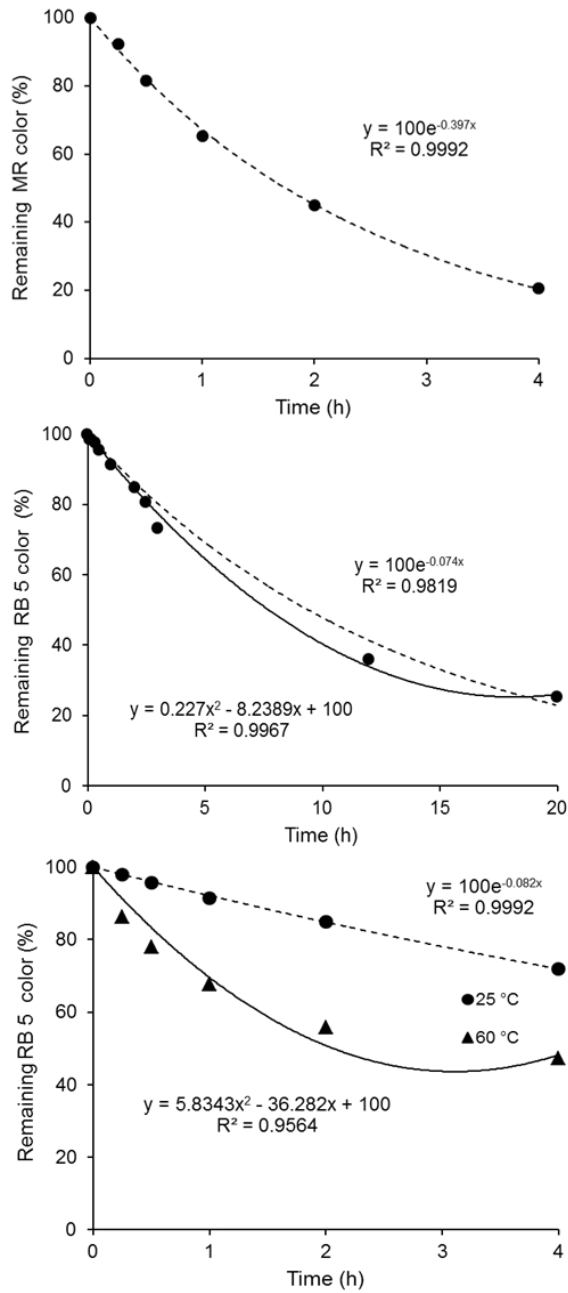 Remaining MR color (%)
100
80
60
40
20
0
y = 100e^-0.397x
R² = 0.9992
0 1 2 3 4
Time (h)
Remaining RB 5 color (%)
100
80
60
40
20
0
y = 100e^-0.074x
R² = 0.9819
y = 0.227x² - 8.2389x + 100
R² = 0.9967
0 5 10 15 20
Time (h)
Remaining RB 5 color (%)
100
80
60
40
20
0
y = 100e^-0.082x
R² = 0.9992
25 °C
60 °C
y = 5.8343x² - 36.282x + 100
R² = 0.9564
0 1 2 3 4
Time (h)